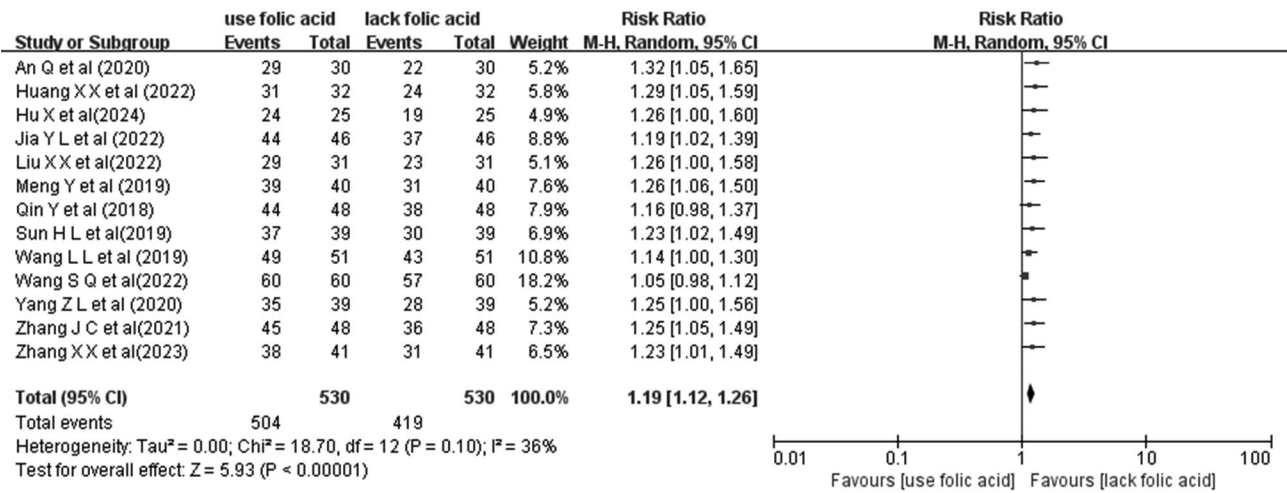 use folic acid lack folic acid Risk Ratio Risk Ratio
Study or Subgroup Events Total Events Total Weight M-H, Random, 95% CI M-H, Random, 95% CI
An Q et al (2020) 29 30 22 30 5.2% 1.32 [1.05, 1.65]
Huang X X et al (2022) 31 32 24 32 5.8% 1.29 [1.05, 1.59]
Hu X et al(2024) 24 25 19 25 4.9% 1.26 [1.00, 1.60]
Jia Y L et al (2022) 44 46 37 46 8.8% 1.19 [1.02, 1.39]
Liu X X et al(2022) 29 31 23 31 5.1% 1.26 [1.00, 1.58]
Meng Y et al (2019) 39 40 31 40 7.6% 1.26 [1.06, 1.50]
Qin Y et al (2018) 44 48 38 48 7.9% 1.16 [0.98, 1.37]
Sun H L et al(2019) 37 39 30 39 6.9% 1.23 [1.02, 1.49]
Wang L L et al (2019) 49 51 43 51 10.8% 1.14 [1.00, 1.30]
Wang S Q et al(2022) 60 60 57 60 18.2% 1.05 [0.98, 1.12]
Yang Z L et al (2020) 35 39 28 39 5.2% 1.25 [1.00, 1.56]
Zhang J C et al(2021) 45 48 36 48 7.3% 1.25 [1.05, 1.49]
Zhang X X et al(2023) 38 41 31 41 6.5% 1.23 [1.01, 1.49]
Total (95% CI) 530 530 100.0% 1.19 [1.12, 1.26]
Total events 504 419
Heterogeneity: Tau² = 0.00; Chi² = 18.70, df = 12 (P = 0.10); I² = 36%
Test for overall effect: Z = 5.93 (P < 0.00001)
0.01 0.1 1 10 100
Favours [use folic acid] Favours [lack folic acid]